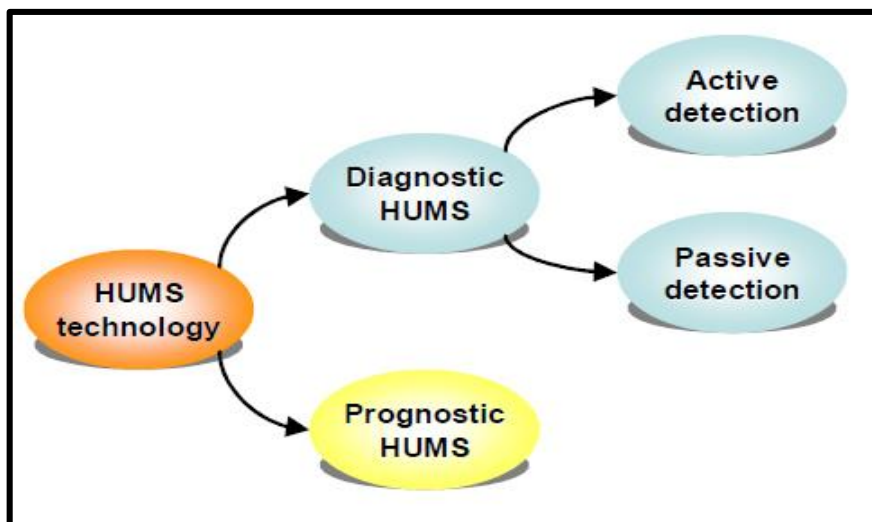 Active
detection
Diagnostic
HUMS
Passive
detection
HUMS
technology
Prognostic
HUMS